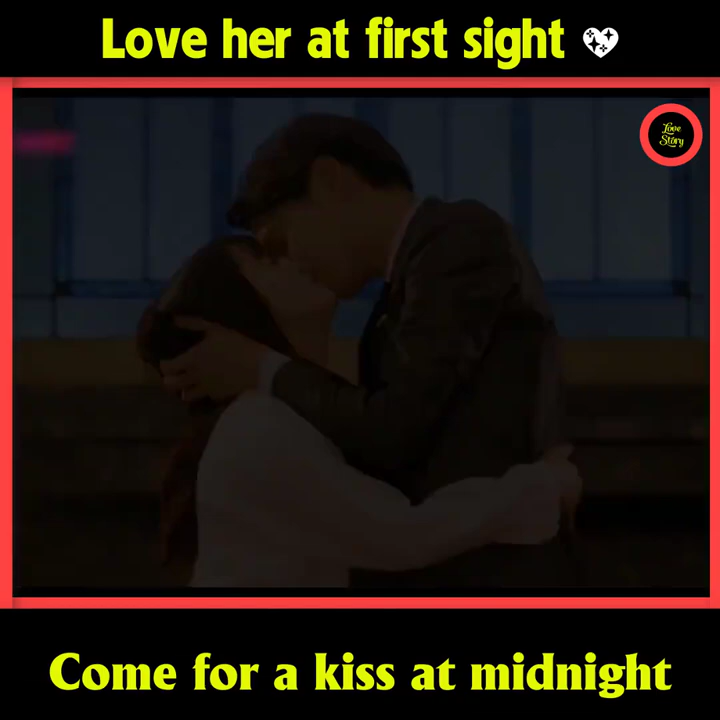 Love her at first sight 💖
Love
Story
Come for a kiss at midnight